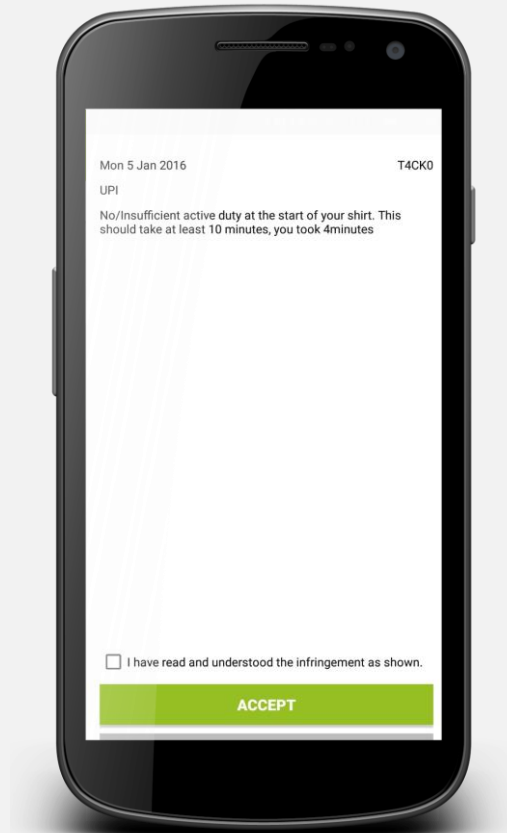 Mon 5 Jan 2016 T4CK0
UPI
No/Insufficient active duty at the start of your shirt. This
should take at least 10 minutes, you took 4minutes
I have read and understood the infringement as shown.
ACCEPT